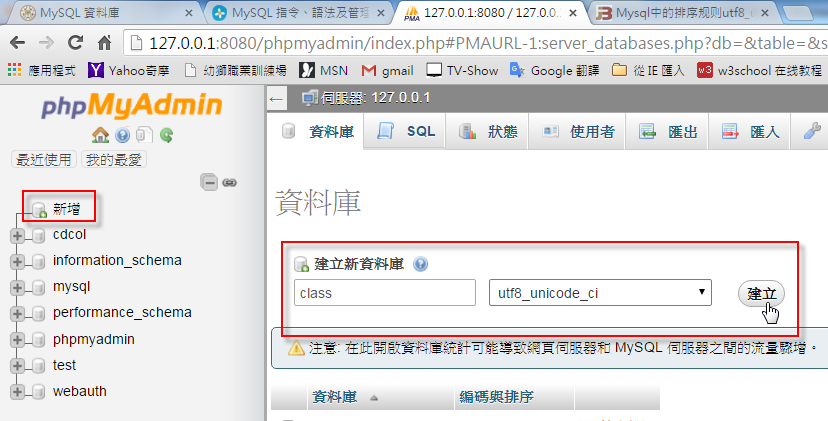 MySQL 資料庫
MySQL 指令、語法及管理
127.0.0.1:8080 / 127.0.
Mysql中的排序规则utf8_u
127.0.0.1:8080/phpmyadmin/index.php#PMAURL-1:server_databases.php?db=&table=&s
應用程式 Yahoo奇摩 幼獅職業訓練場 MSN gmail TV-Show Google 翻譯 從 IE 匯入 w3school 在线教程
phpMyAdmin
最近使用 我的最愛
新增
cdcol
information_schema
mysql
performance_schema
phpmyadmin
test
webauth
伺服器: 127.0.0.1
資料庫 SQL 狀態 使用者 匯出 匯入
資料庫
建立新資料庫
class utf8_unicode_ci 建立
注意: 在此開啟資料庫統計可能導致網頁伺服器和 MySQL 伺服器之間的流量驟增。
資料庫 編碼與排序